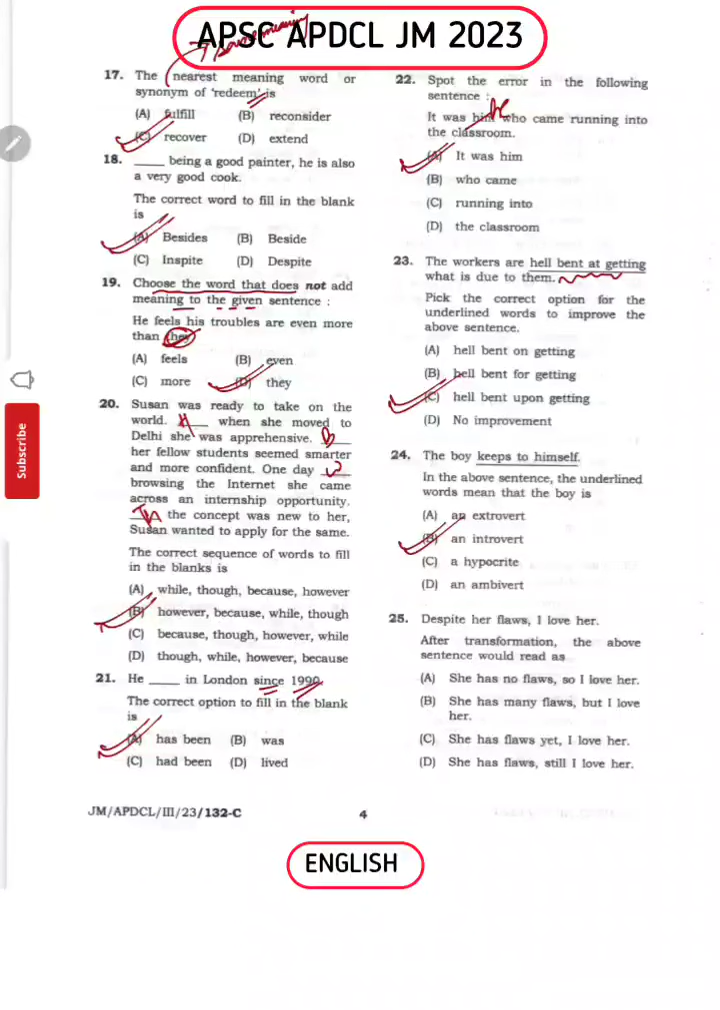 APSC APDCL JM 2023
17. The nearest meaning word or
synonym of 'redeem' is
(A) fulfill (B) reconsider
(C) recover (D) extend
18. ____ being a good painter, he is also
a very good cook.
The correct word to fill in the blank
is
(A) Besides (B) Beside
(C) Inspite (D) Despite
19. Choose the word that does not add
meaning to the given sentence :
He feels his troubles are even more
than they
(A) feels (B) even
(C) more (D) they
20. Susan was ready to take on the
world. ____ when she moved to
Delhi she was apprehensive. ____
her fellow students seemed smarter
and more confident. One day ____
browsing the Internet she came
across an internship opportunity.
____ the concept was new to her,
Susan wanted to apply for the same.
The correct sequence of words to fill
in the blanks is
(A) while, though, because, however
(B) however, because, while, though
(C) because, though, however, while
(D) though, while, however, because
21. He ____ in London since 1990.
The correct option to fill in the blank
is
(A) has been (B) was
(C) had been (D) lived
22. Spot the error in the following
sentence :
It was him who came running into
the classroom.
(A) It was him
(B) who came
(C) running into
(D) the classroom
23. The workers are hell bent at getting
what is due to them.
Pick the correct option for the
underlined words to improve the
above sentence.
(A) hell bent on getting
(B) hell bent for getting
(C) hell bent upon getting
(D) No improvement
24. The boy keeps to himself.
In the above sentence, the underlined
words mean that the boy is
(A) an extrovert
(B) an introvert
(C) a hypocrite
(D) an ambivert
25. Despite her flaws, I love her.
After transformation, the above
sentence would read as
(A) She has no flaws, so I love her.
(B) She has many flaws, but I love
her.
(C) She has flaws yet, I love her.
(D) She has flaws, still I love her.
Subscribe
JM/APDCL/III/23/132-C 4
ENGLISH